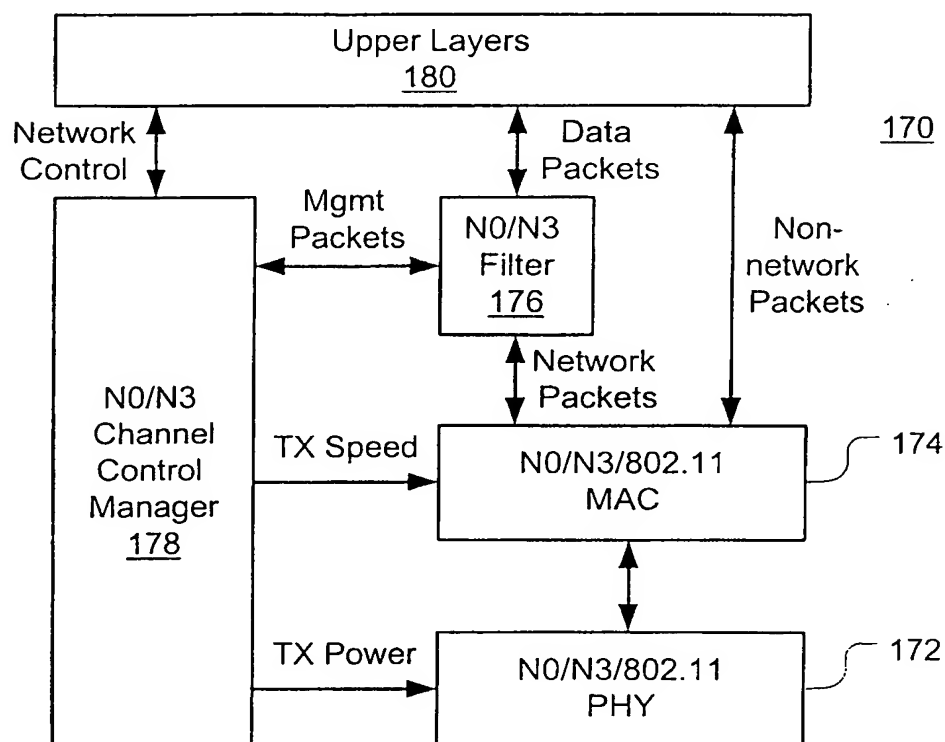 Upper Layers
180
170
Network
Control
Data
Packets
Non-
network
Packets
Mgmt
Packets
N0/N3
Filter
176
Network
Packets
N0/N3
Channel
Control
Manager
178
TX Speed
N0/N3/802.11
MAC
174
TX Power
N0/N3/802.11
PHY
172